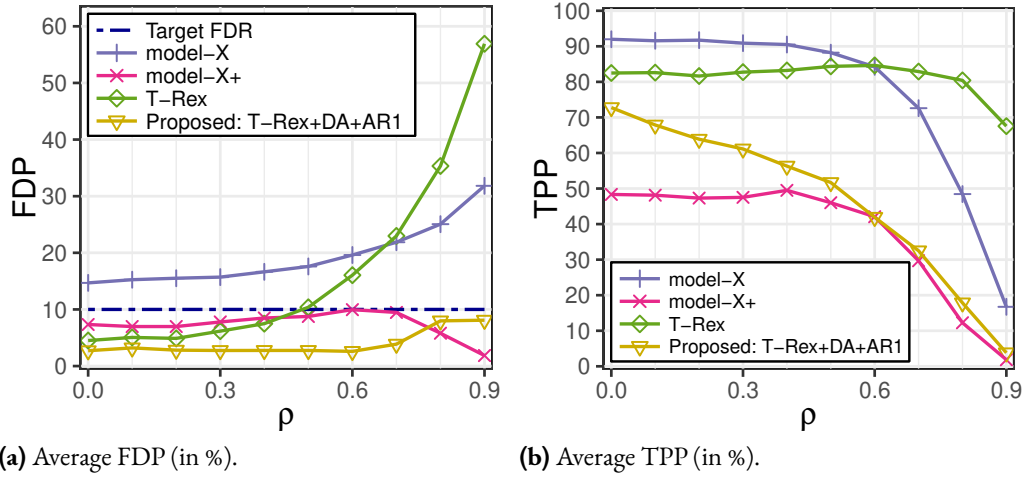 60
50
40
30
20
10
0
FDP
Target FDR
model−X
model−X+
T−Rex
Proposed: T−Rex+DA+AR1
0.0
0.3
0.6
0.9
ρ
(a) Average FDP (in %).
100
90
80
70
60
50
40
30
20
10
0
TPP
model−X
model−X+
T−Rex
Proposed: T−Rex+DA+AR1
0.0
0.3
0.6
0.9
ρ
(b) Average TPP (in %).